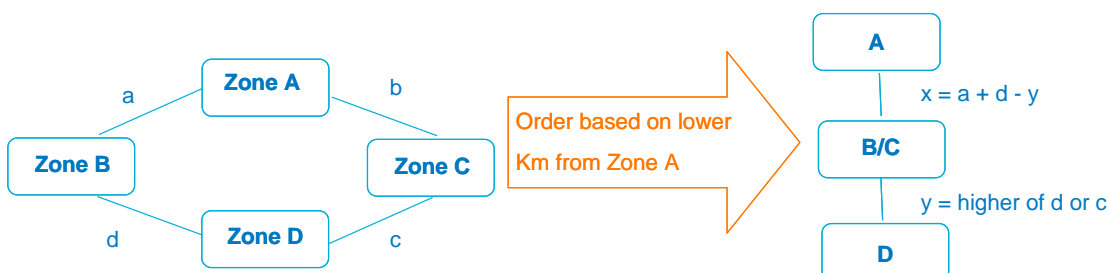 Zone A
a
b
Zone B
Zone C
Zone D
d
c
Order based on lower
Km from Zone A
A
x = a + d - y
B/C
y = higher of d or c
D